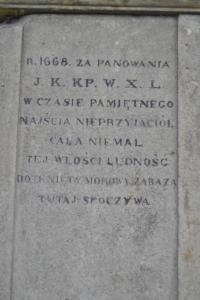 R. 1668. ZA PANOWANIA
J. K. KP. W. X. L.
W CZASIE PAMIĘTNEGO
NAJŚCIA NIEPRZYJACIÓŁ,
CAŁA NIEMAL
TEJ WŁOŚCI LUDNOŚĆ
DOTKNIĘTA MOROWĄ ZARAZĄ
TUTAJ SPOCZYWA.